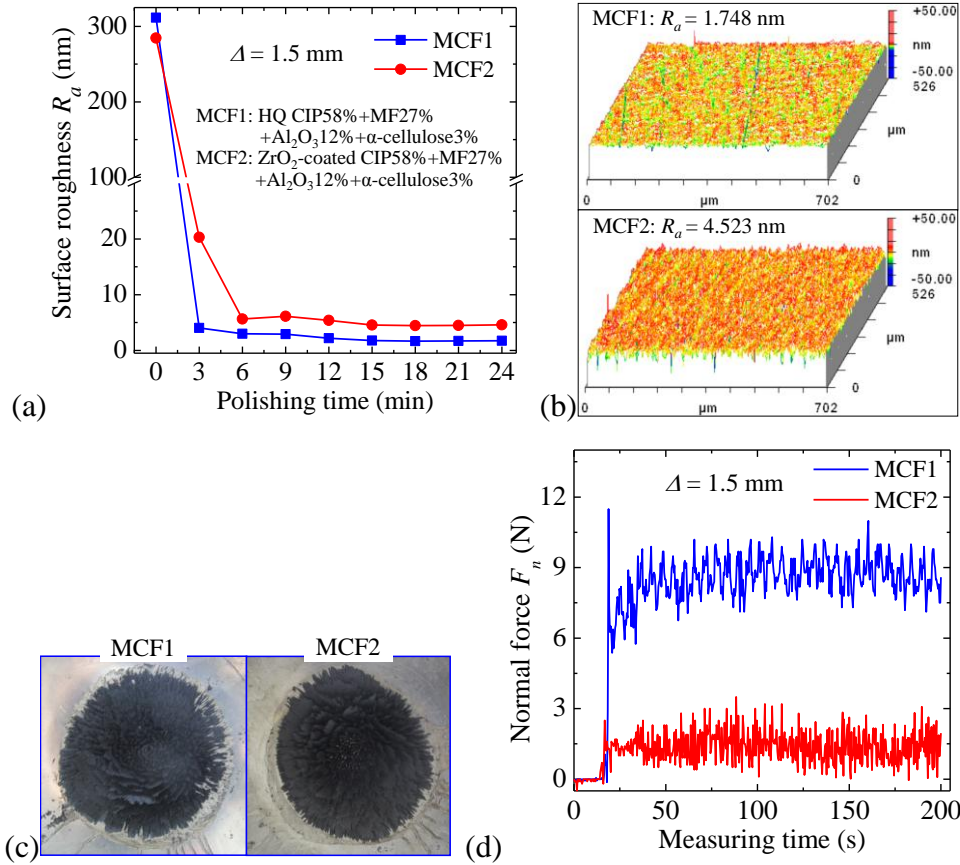 (a)
Surface roughness Rₐ (nm)
300
200
100
20
10
0
Δ = 1.5 mm
MCF1
MCF2
MCF1: HQ CIP58%+MF27%
+Al₂O₃12%+α-cellulose3%
MCF2: ZrO₂-coated CIP58%+MF27%
+Al₂O₃12%+α-cellulose3%
0 3 6 9 12 15 18 21 24
Polishing time (min)
(b)
MCF1: Rₐ = 1.748 nm
+50.00
nm
-50.00
526
µm
0
0 µm 702
MCF2: Rₐ = 4.523 nm
+50.00
nm
-50.00
526
µm
0
0 µm 702
(c)
MCF1 MCF2
(d)
Normal force Fₙ (N)
12
9
6
3
0
Δ = 1.5 mm
MCF1
MCF2
0 50 100 150 200
Measuring time (s)